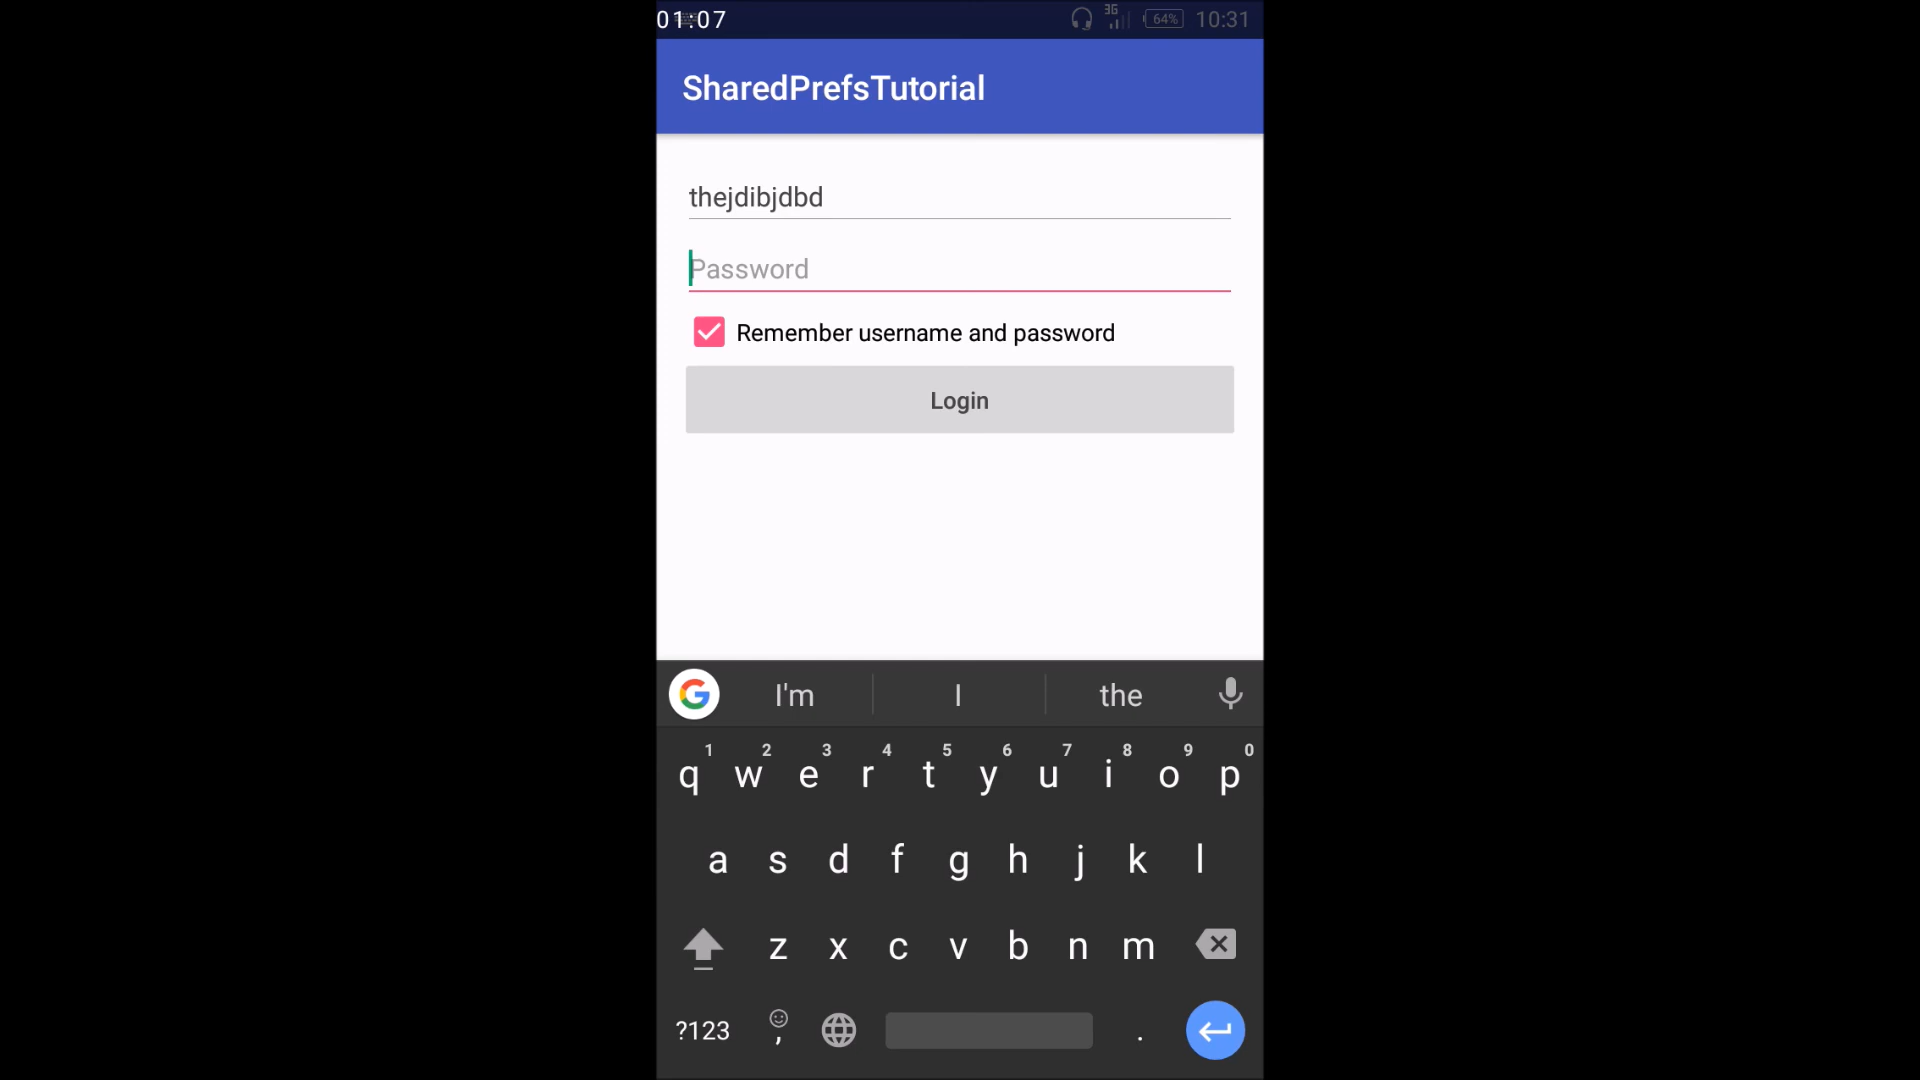 01:07 3G 64% 10:31
SharedPrefsTutorial
thejdibjdbd
Password
Remember username and password
Login
I'm I the
1 2 3 4 5 6 7 8 9 0
q w e r t y u i o p
a s d f g h j k l
z x c v b n m
?123 , .